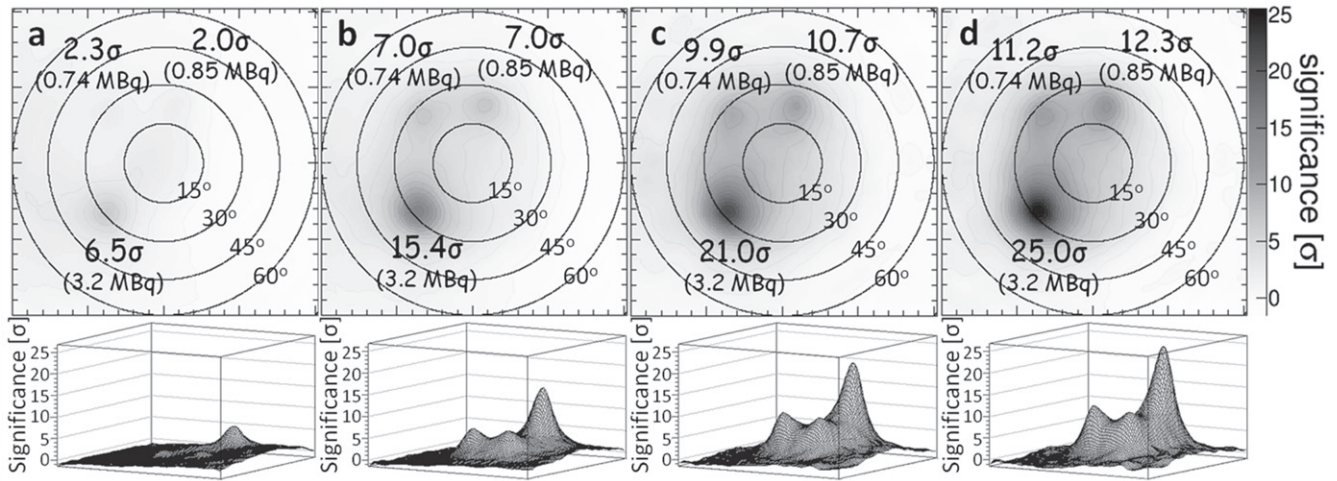 a
2.3σ
(0.74 MBq)
2.0σ
(0.85 MBq)
15°
30°
45°
60°
6.5σ
(3.2 MBq)
b
7.0σ
(0.74 MBq)
7.0σ
(0.85 MBq)
15°
30°
45°
60°
15.4σ
(3.2 MBq)
c
9.9σ
(0.74 MBq)
10.7σ
(0.85 MBq)
15°
30°
45°
60°
21.0σ
(3.2 MBq)
d
11.2σ
(0.74 MBq)
12.3σ
(0.85 MBq)
15°
30°
45°
60°
25.0σ
(3.2 MBq)
25
20
15
10
5
0
significance [σ]
Significance [σ]
25
20
15
10
5
0
Significance [σ]
25
20
15
10
5
0
Significance [σ]
25
20
15
10
5
0
Significance [σ]
25
20
15
10
5
0